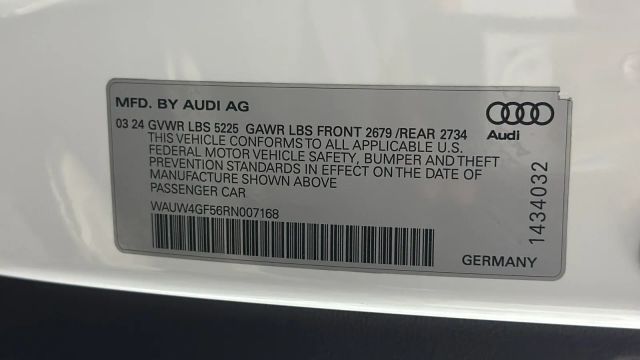 MFD. BY AUDI AG
03 24 GVWR LBS 5225 GAWR LBS FRONT 2679 /REAR 2734
THIS VEHICLE CONFORMS TO ALL APPLICABLE U.S.
FEDERAL MOTOR VEHICLE SAFETY, BUMPER AND THEFT
PREVENTION STANDARDS IN EFFECT ON THE DATE OF
MANUFACTURE SHOWN ABOVE
PASSENGER CAR
WAUW4GF56RN007168
Audi
1434032
GERMANY